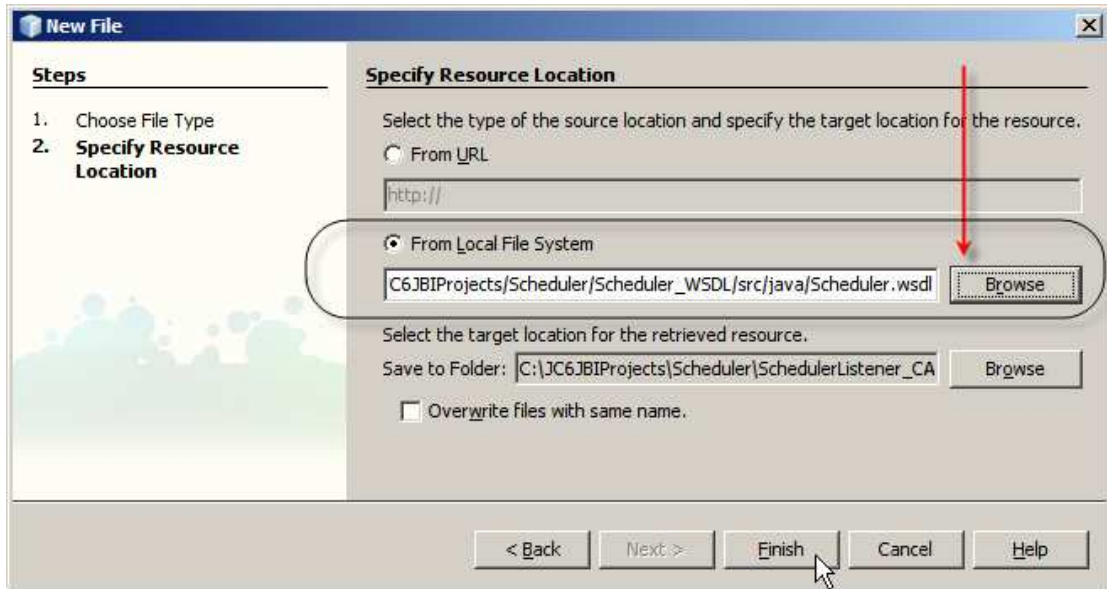 New File
Steps
1. Choose File Type
2. Specify Resource
Location
Specify Resource Location
Select the type of the source location and specify the target location for the resource.
From URL
http://
From Local File System
C6JBIProjects/Scheduler/Scheduler_WSDL/src/java/Scheduler.wsdl Browse
Select the target location for the retrieved resource.
Save to Folder: C:\JC6JBIProjects\Scheduler\SchedulerListener_CA Browse
Overwrite files with same name.
< Back Next > Finish Cancel Help